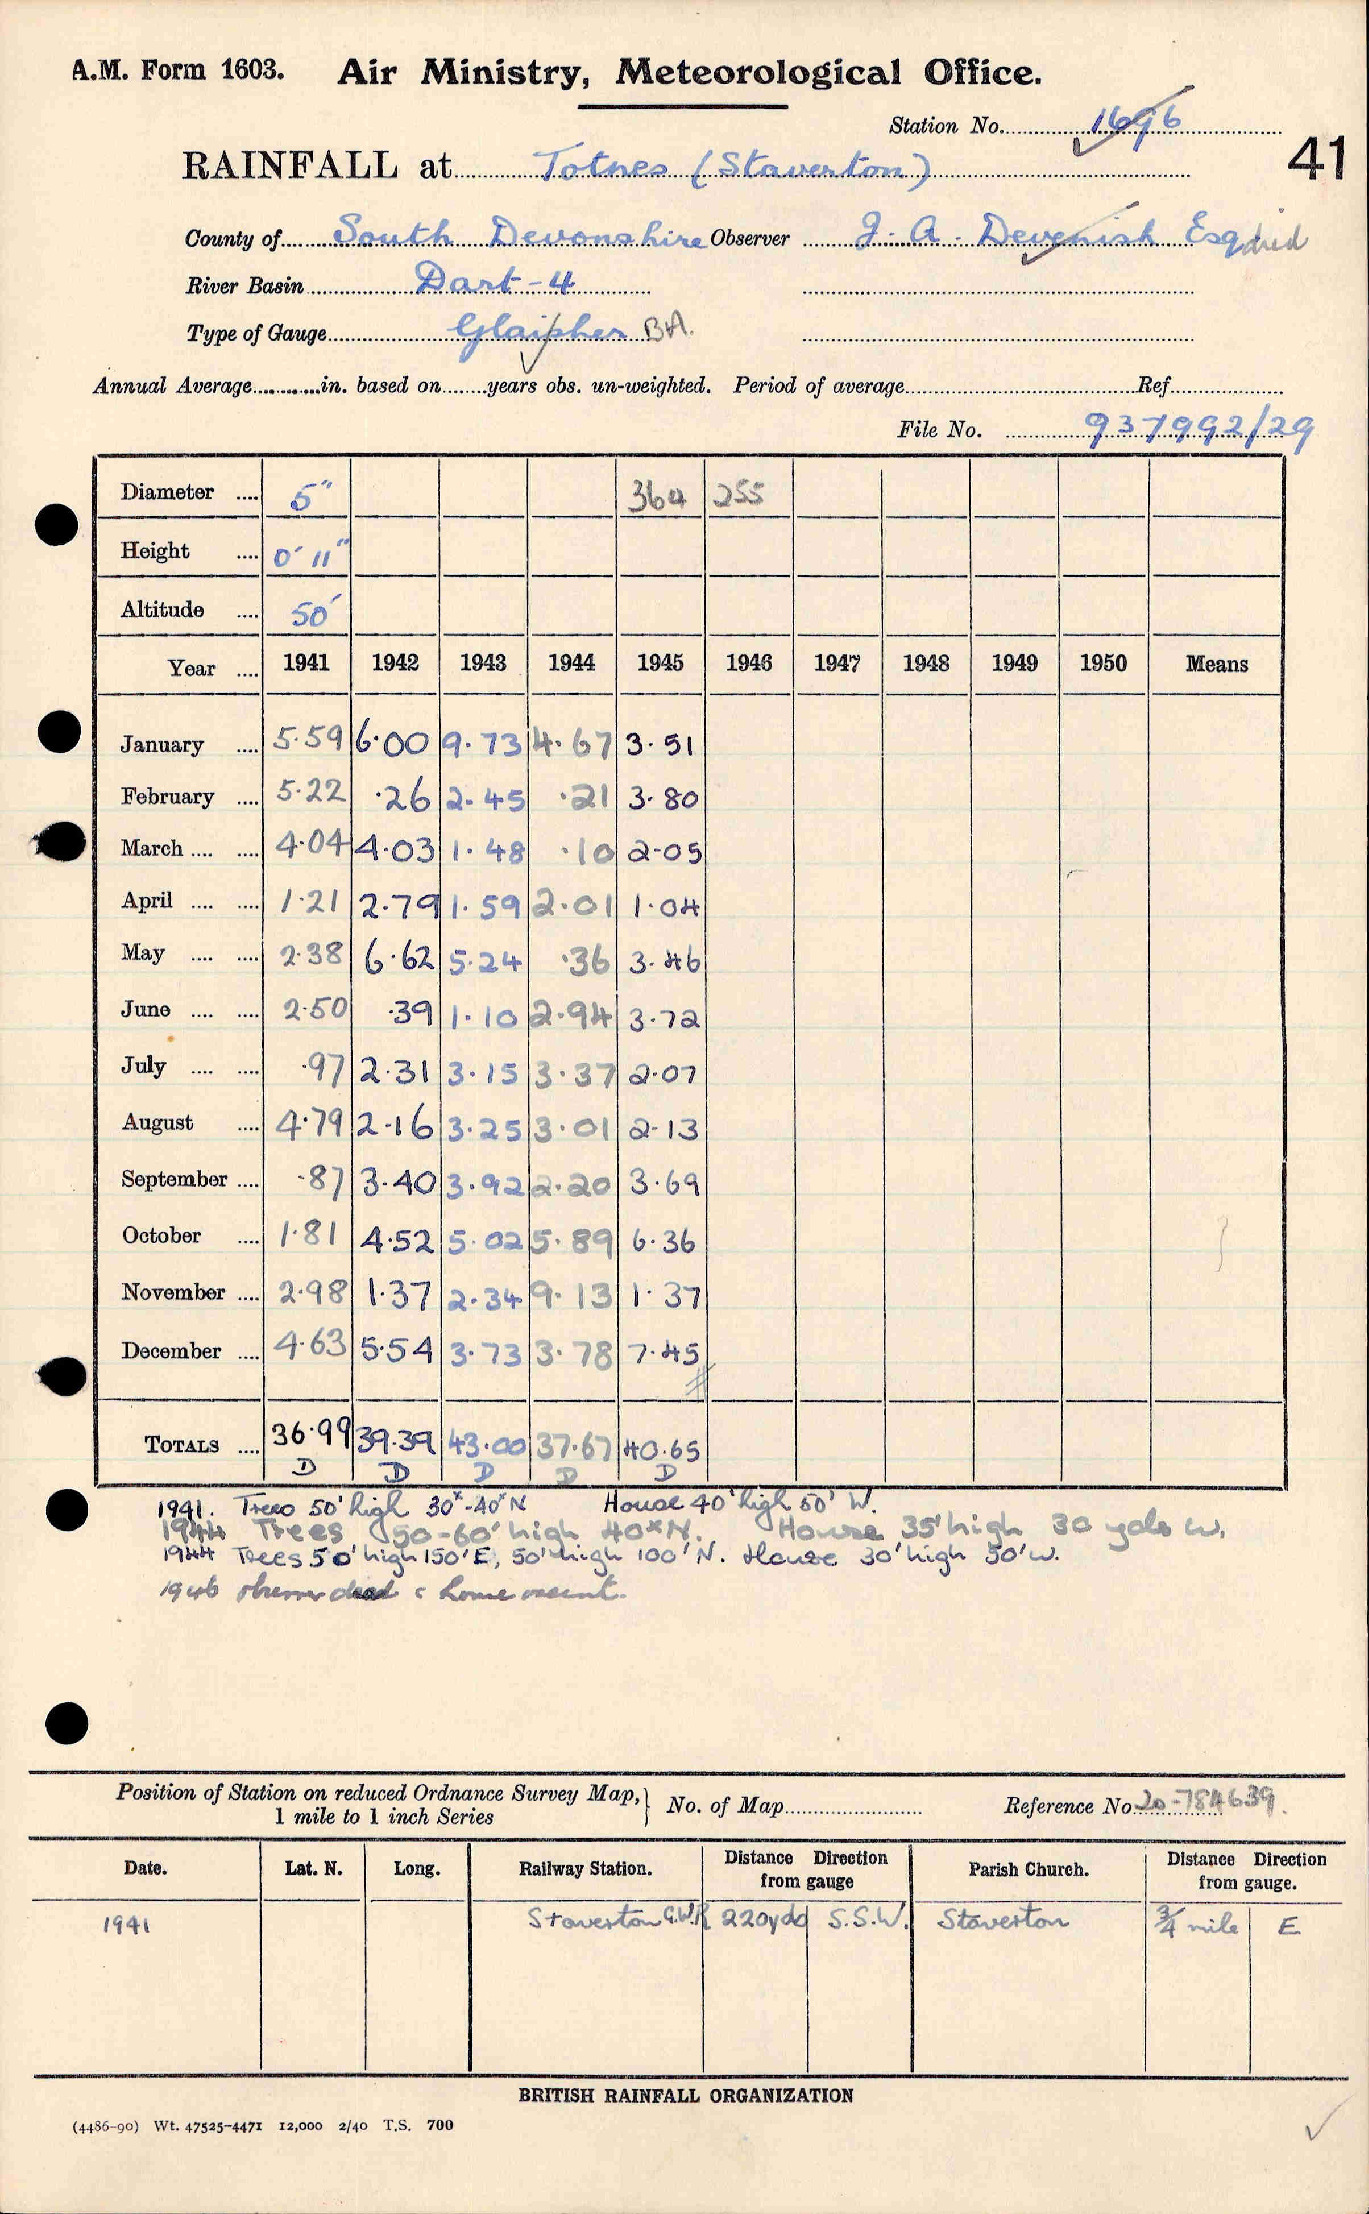 A.M. Form 1603. Air Ministry, Meteorological Office.
Station No. 1696
41
RAINFALL at Totnes (Staverton)
County of South Devonshire Observer J. A. Devenish Esq died
River Basin Dart - 4
Type of Gauge Glaisher BA.
Annual Average in. based on years obs. un-weighted. Period of average Ref.
File No. 937992/29
Diameter .... 5" 364 255
Height .... 0' 11"
Altitude .... 50'
Year .... 1941 1942 1943 1944 1945 1946 1947 1948 1949 1950 Means
January .... 5.59 6.00 9.73 4.67 3.51
February .... 5.22 .26 2.45 .21 3.80
March .... .... 4.04 4.03 1.48 .10 2.05
April .... .... 1.21 2.79 1.59 2.01 1.04
May .... .... 2.38 6.62 5.24 .36 3.46
June .... .... 2.50 .39 1.10 2.94 3.72
July .... .... .97 2.31 3.15 3.37 2.07
August .... 4.79 2.16 3.25 3.01 2.13
September .... .87 3.40 3.92 2.20 3.69
October .... 1.81 4.52 5.02 5.89 6.36
November .... 2.98 1.37 2.34 9.13 1.37
December .... 4.63 5.54 3.73 3.78 7.45
TOTALS .... 36.99 39.39 43.00 37.67 40.65
D D D D D
1941. Trees 50' high 30x-40x N House 40' high 50' W.
1944 Trees 50-60' high 40x N. House 35' high 30 yds W.
1944 Trees 50' high 150' E, 50' high 100' N. House 30' high 50' W.
1946 observer dead & house vacant.
Position of Station on reduced Ordnance Survey Map, 1 mile to 1 inch Series } No. of Map Reference No 20-784639.
Date. Lat. N. Long. Railway Station. Distance Direction from gauge Parish Church. Distance Direction from gauge.
1941 Staverton G.W.R 220yds S.S.W. Staverton 3/4 mile E
BRITISH RAINFALL ORGANIZATION
(4486-90) Wt. 47525-4471 12,000 2/40 T.S. 700